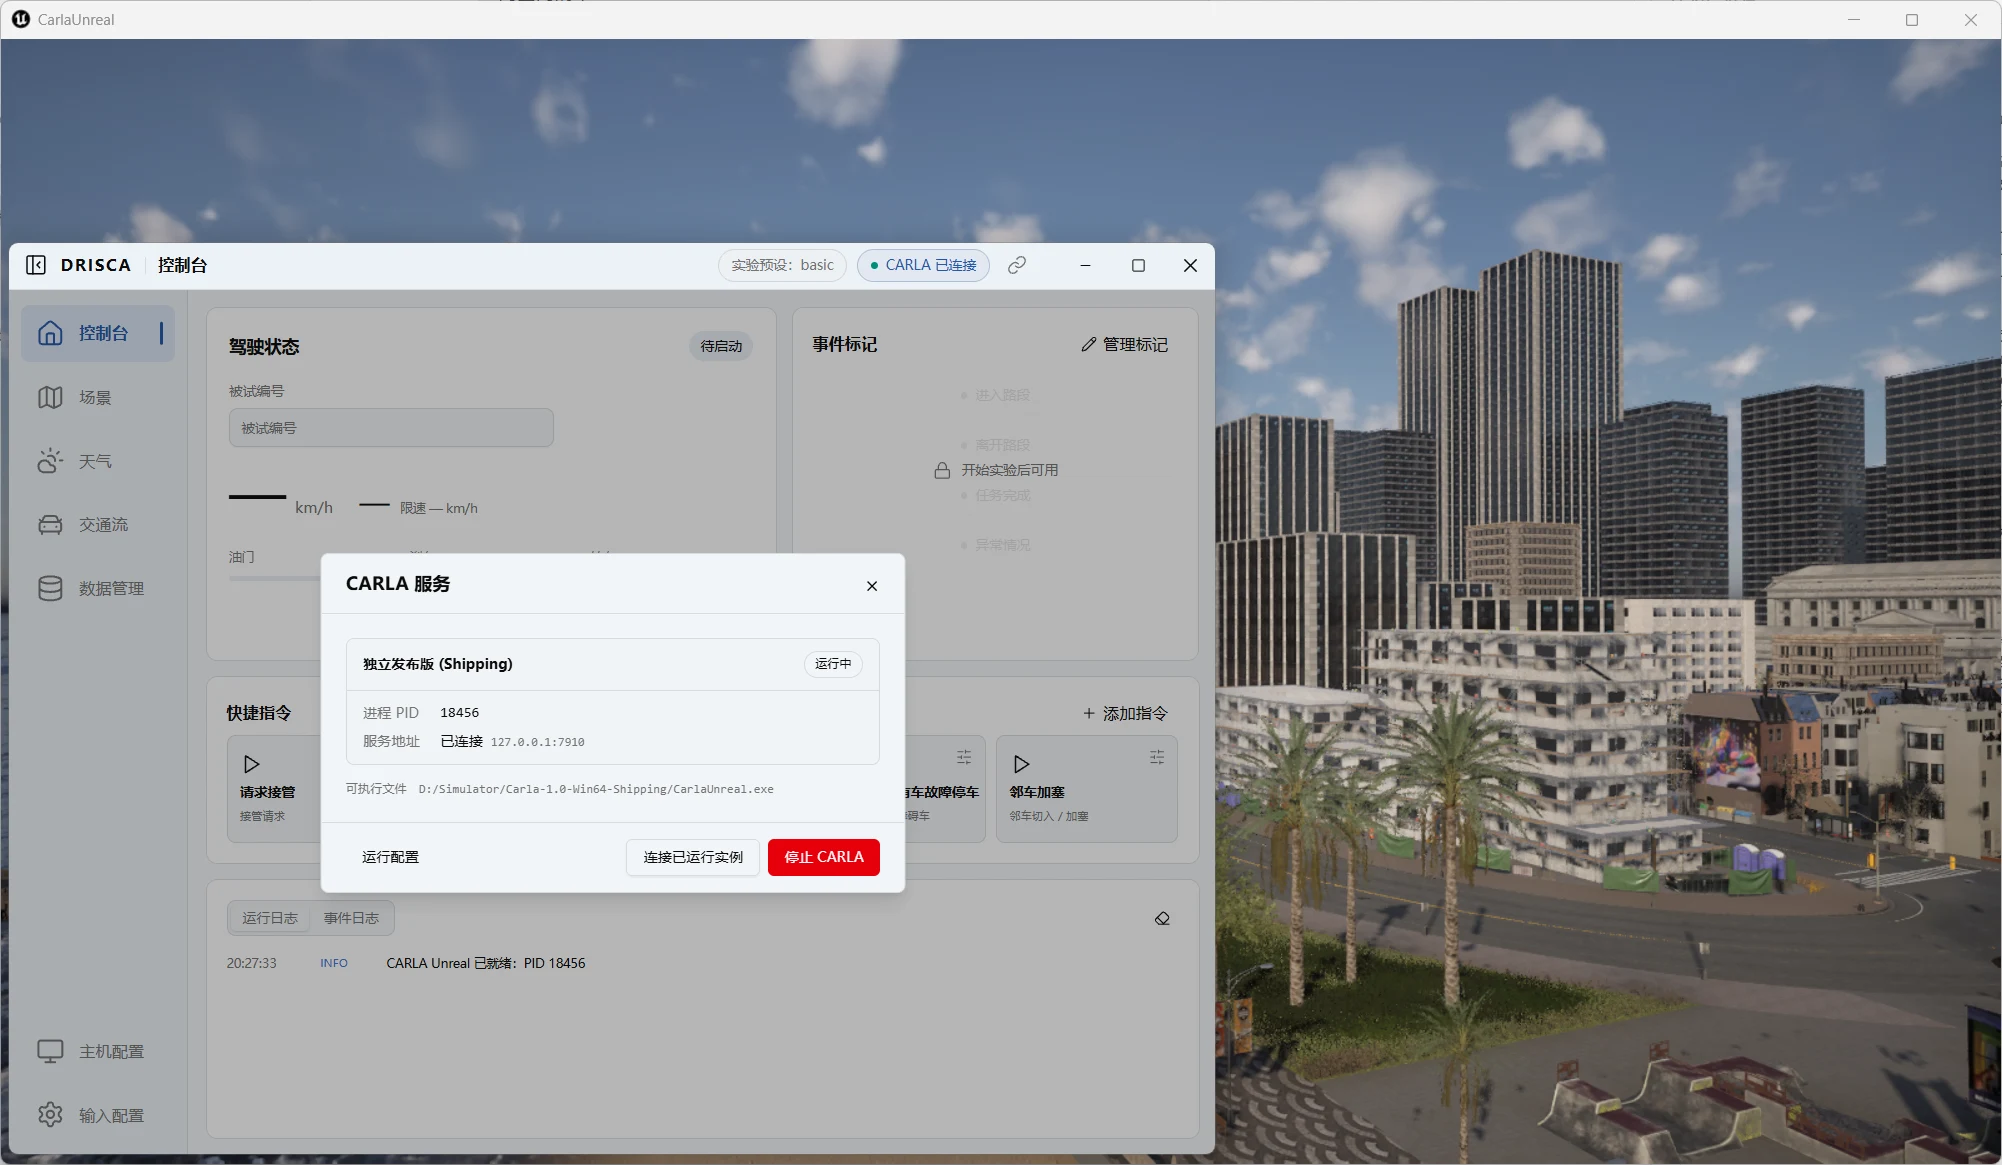 CarlaUnreal
DRISCA 控制台 实验预设：basic CARLA 已连接
控制台
场景
天气
交通流
数据管理
主机配置
输入配置
驾驶状态 待启动
被试编号
被试编号
km/h 限速 — km/h
油门
事件标记 管理标记
进入路段
离开路段
开始实验后可用
任务完成
异常情况
CARLA 服务
独立发布版 (Shipping) 运行中
进程 PID 18456
服务地址 已连接 127.0.0.1:7910
可执行文件 D:/Simulator/Carla-1.0-Win64-Shipping/CarlaUnreal.exe
运行配置 连接已运行实例 停止 CARLA
快捷指令 + 添加指令
请求接管
接管请求
车故障停车
碍车
邻车加塞
邻车切入 / 加塞
运行日志 事件日志
20:27:33 INFO CARLA Unreal 已就绪：PID 18456